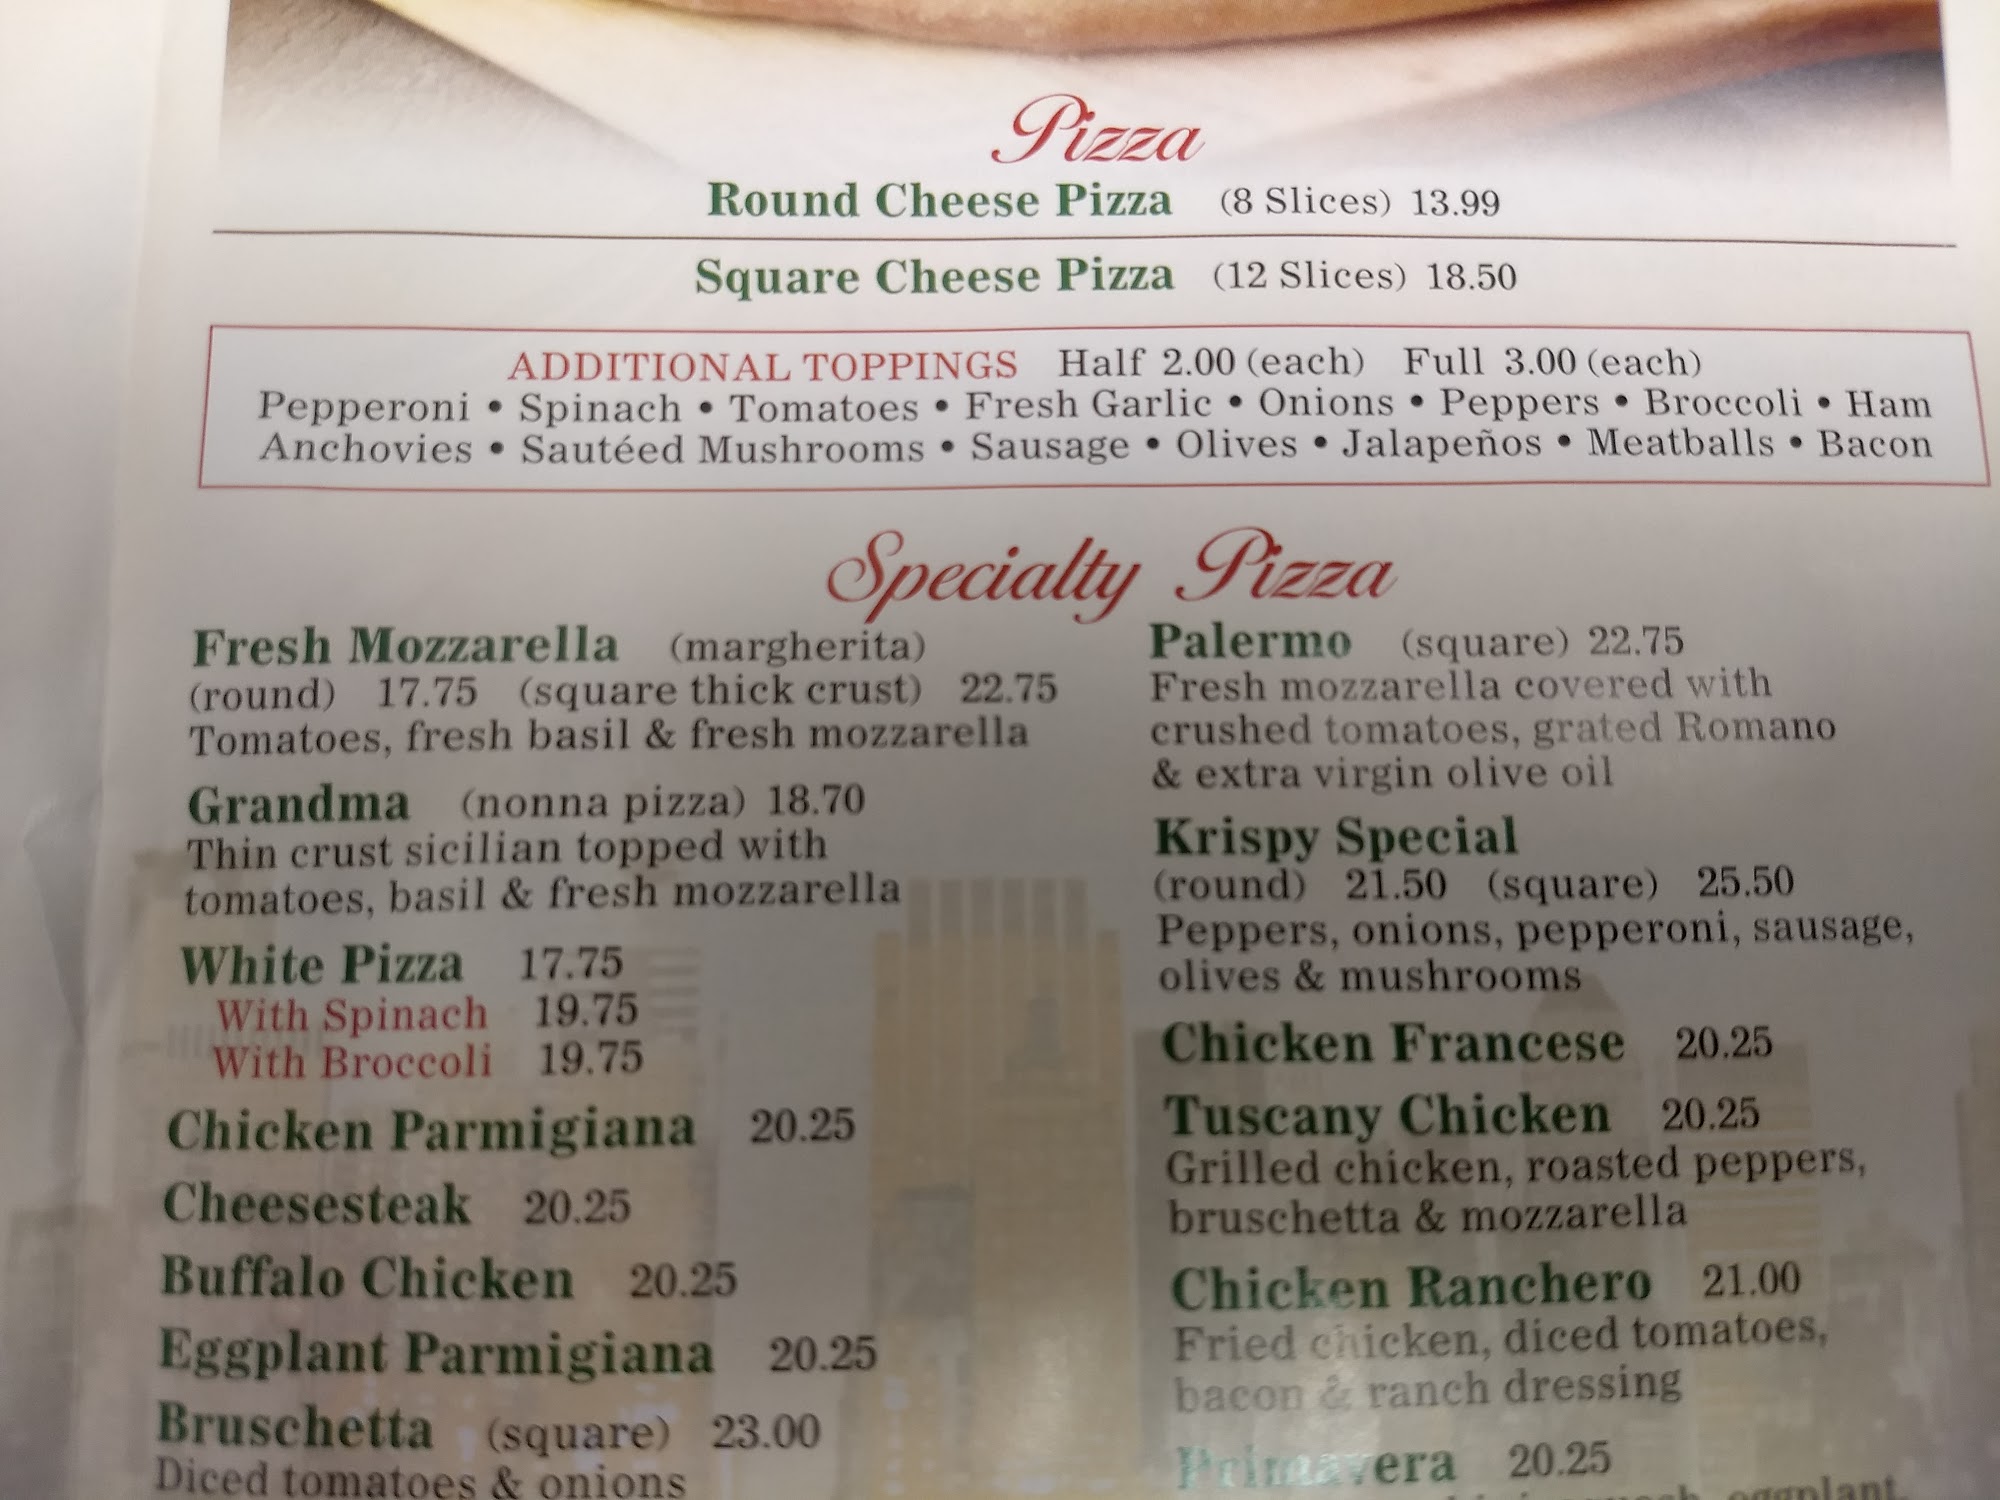 Pizza
Round Cheese Pizza (8 Slices) 13.99
Square Cheese Pizza (12 Slices) 18.50
ADDITIONAL TOPPINGS Half 2.00 (each) Full 3.00 (each)
Pepperoni • Spinach • Tomatoes • Fresh Garlic • Onions • Peppers • Broccoli • Ham
Anchovies • Sautéed Mushrooms • Sausage • Olives • Jalapeños • Meatballs • Bacon
Specialty Pizza
Fresh Mozzarella (margherita)
(round) 17.75 (square thick crust) 22.75
Tomatoes, fresh basil & fresh mozzarella
Grandma (nonna pizza) 18.70
Thin crust sicilian topped with
tomatoes, basil & fresh mozzarella
White Pizza 17.75
With Spinach 19.75
With Broccoli 19.75
Chicken Parmigiana 20.25
Cheesesteak 20.25
Buffalo Chicken 20.25
Eggplant Parmigiana 20.25
Bruschetta (square) 23.00
Diced tomatoes & onions
Palermo (square) 22.75
Fresh mozzarella covered with
crushed tomatoes, grated Romano
& extra virgin olive oil
Krispy Special
(round) 21.50 (square) 25.50
Peppers, onions, pepperoni, sausage,
olives & mushrooms
Chicken Francese 20.25
Tuscany Chicken 20.25
Grilled chicken, roasted peppers,
bruschetta & mozzarella
Chicken Ranchero 21.00
Fried chicken, diced tomatoes,
bacon & ranch dressing
Primavera 20.25
eggplant,